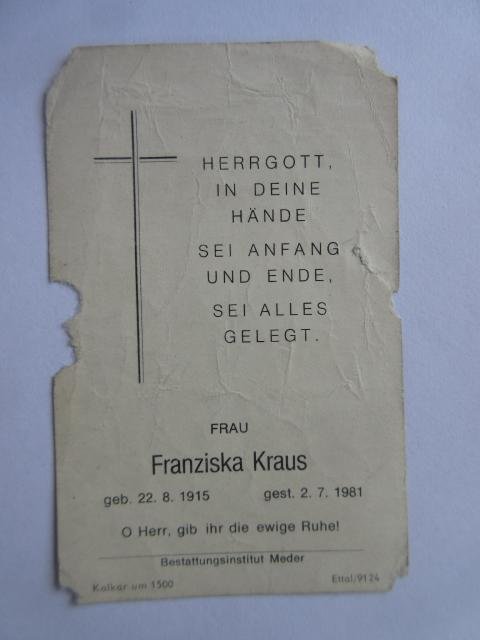 HERRGOTT,
IN DEINE
HÄNDE
SEI ANFANG
UND ENDE,
SEI ALLES
GELEGT.
FRAU
Franziska Kraus
geb. 22. 8. 1915 gest. 2. 7. 1981
O Herr, gib ihr die ewige Ruhe!
Bestattungsinstitut Meder
Kalkar um 1500 Ettal/9124